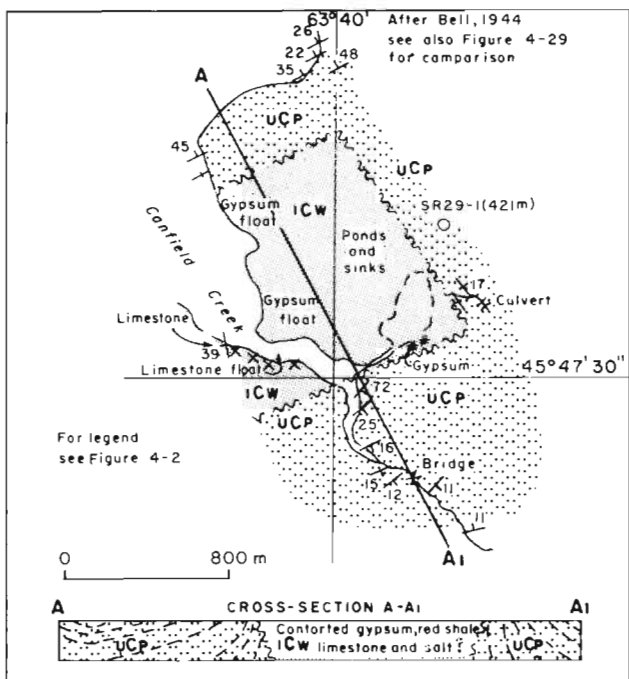 63°40'
After Bell, 1944
see also Figure 4-29
for comparison
26
22
35
48
A
UCP
45
UCP
ICW
Gypsum
float
Ponds
and
sinks
SR29-1(421m)
Canfield
Creek
17
Culvert
Gypsum
float
Limestone
39
Limestone float
Gypsum
45°47'30"
ICW
72
UCP
UCP
25
For legend
see Figure 4-2
16
Bridge
15
12
11
11
0 800 m
A1
A CROSS-SECTION A-A1 A1
UCP
Contorted gypsum, red shale,
ICW limestone and salt?
UCP